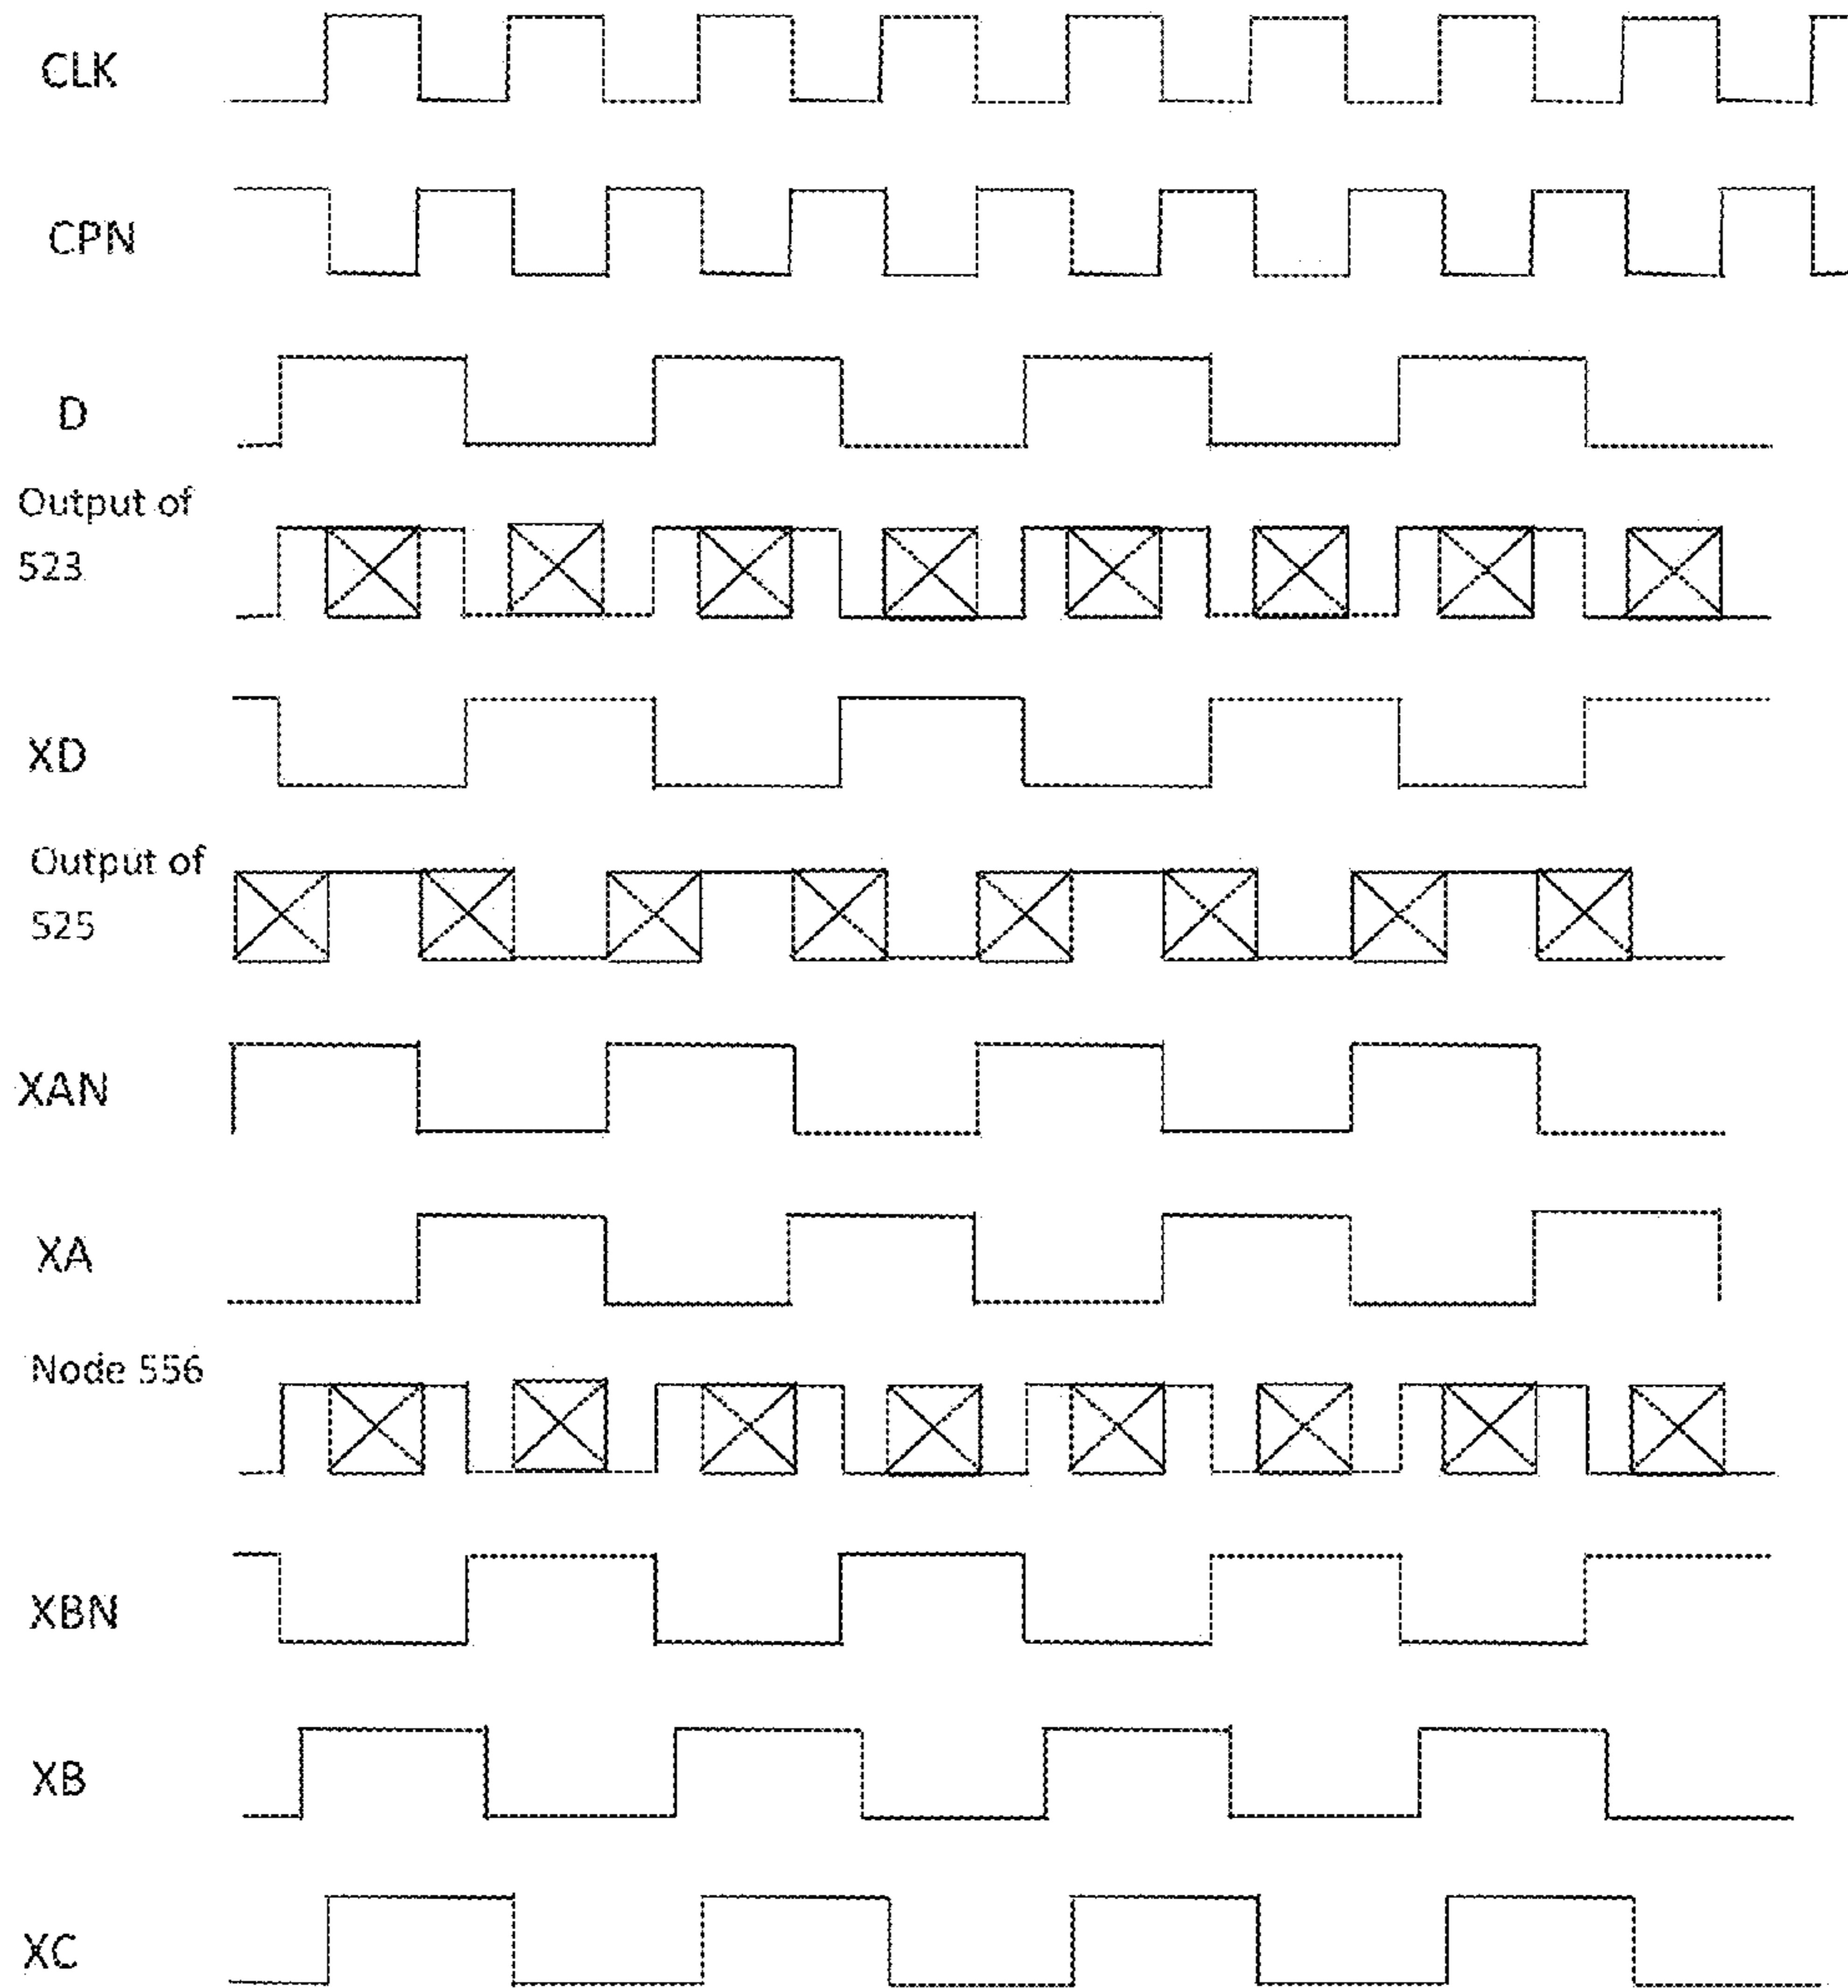 CLK
CPN
D
Output of
523
XD
Output of
525
XAN
XA
Node 556
XBN
XB
XC